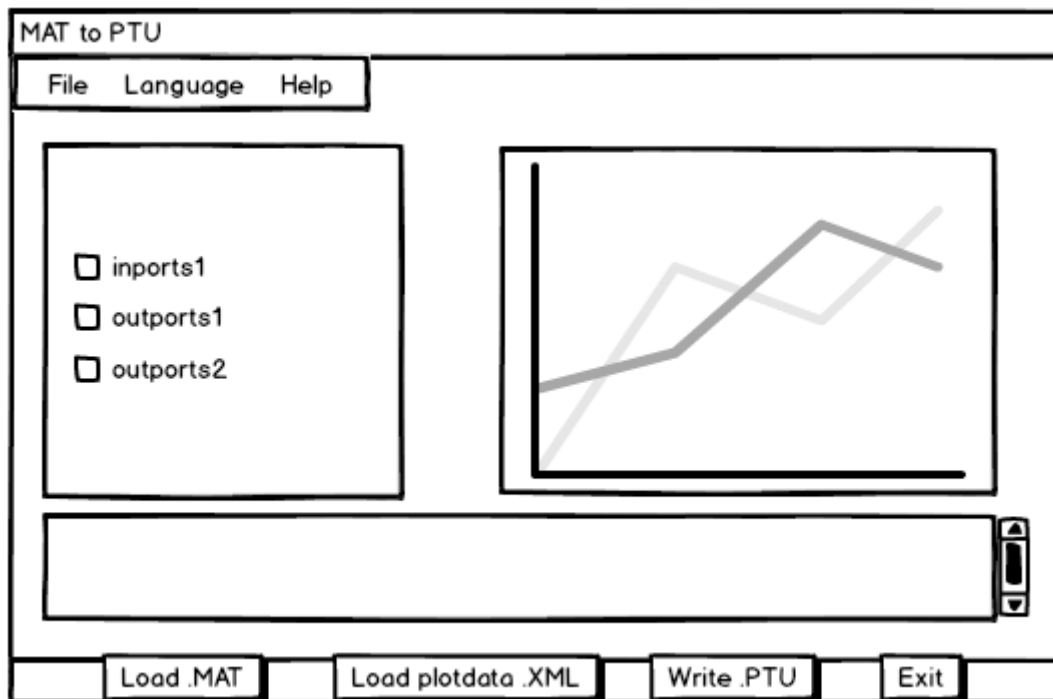 MAT to PTU
File Language Help
inports1
outports1
outports2
Load .MAT Load plotdata .XML Write .PTU Exit